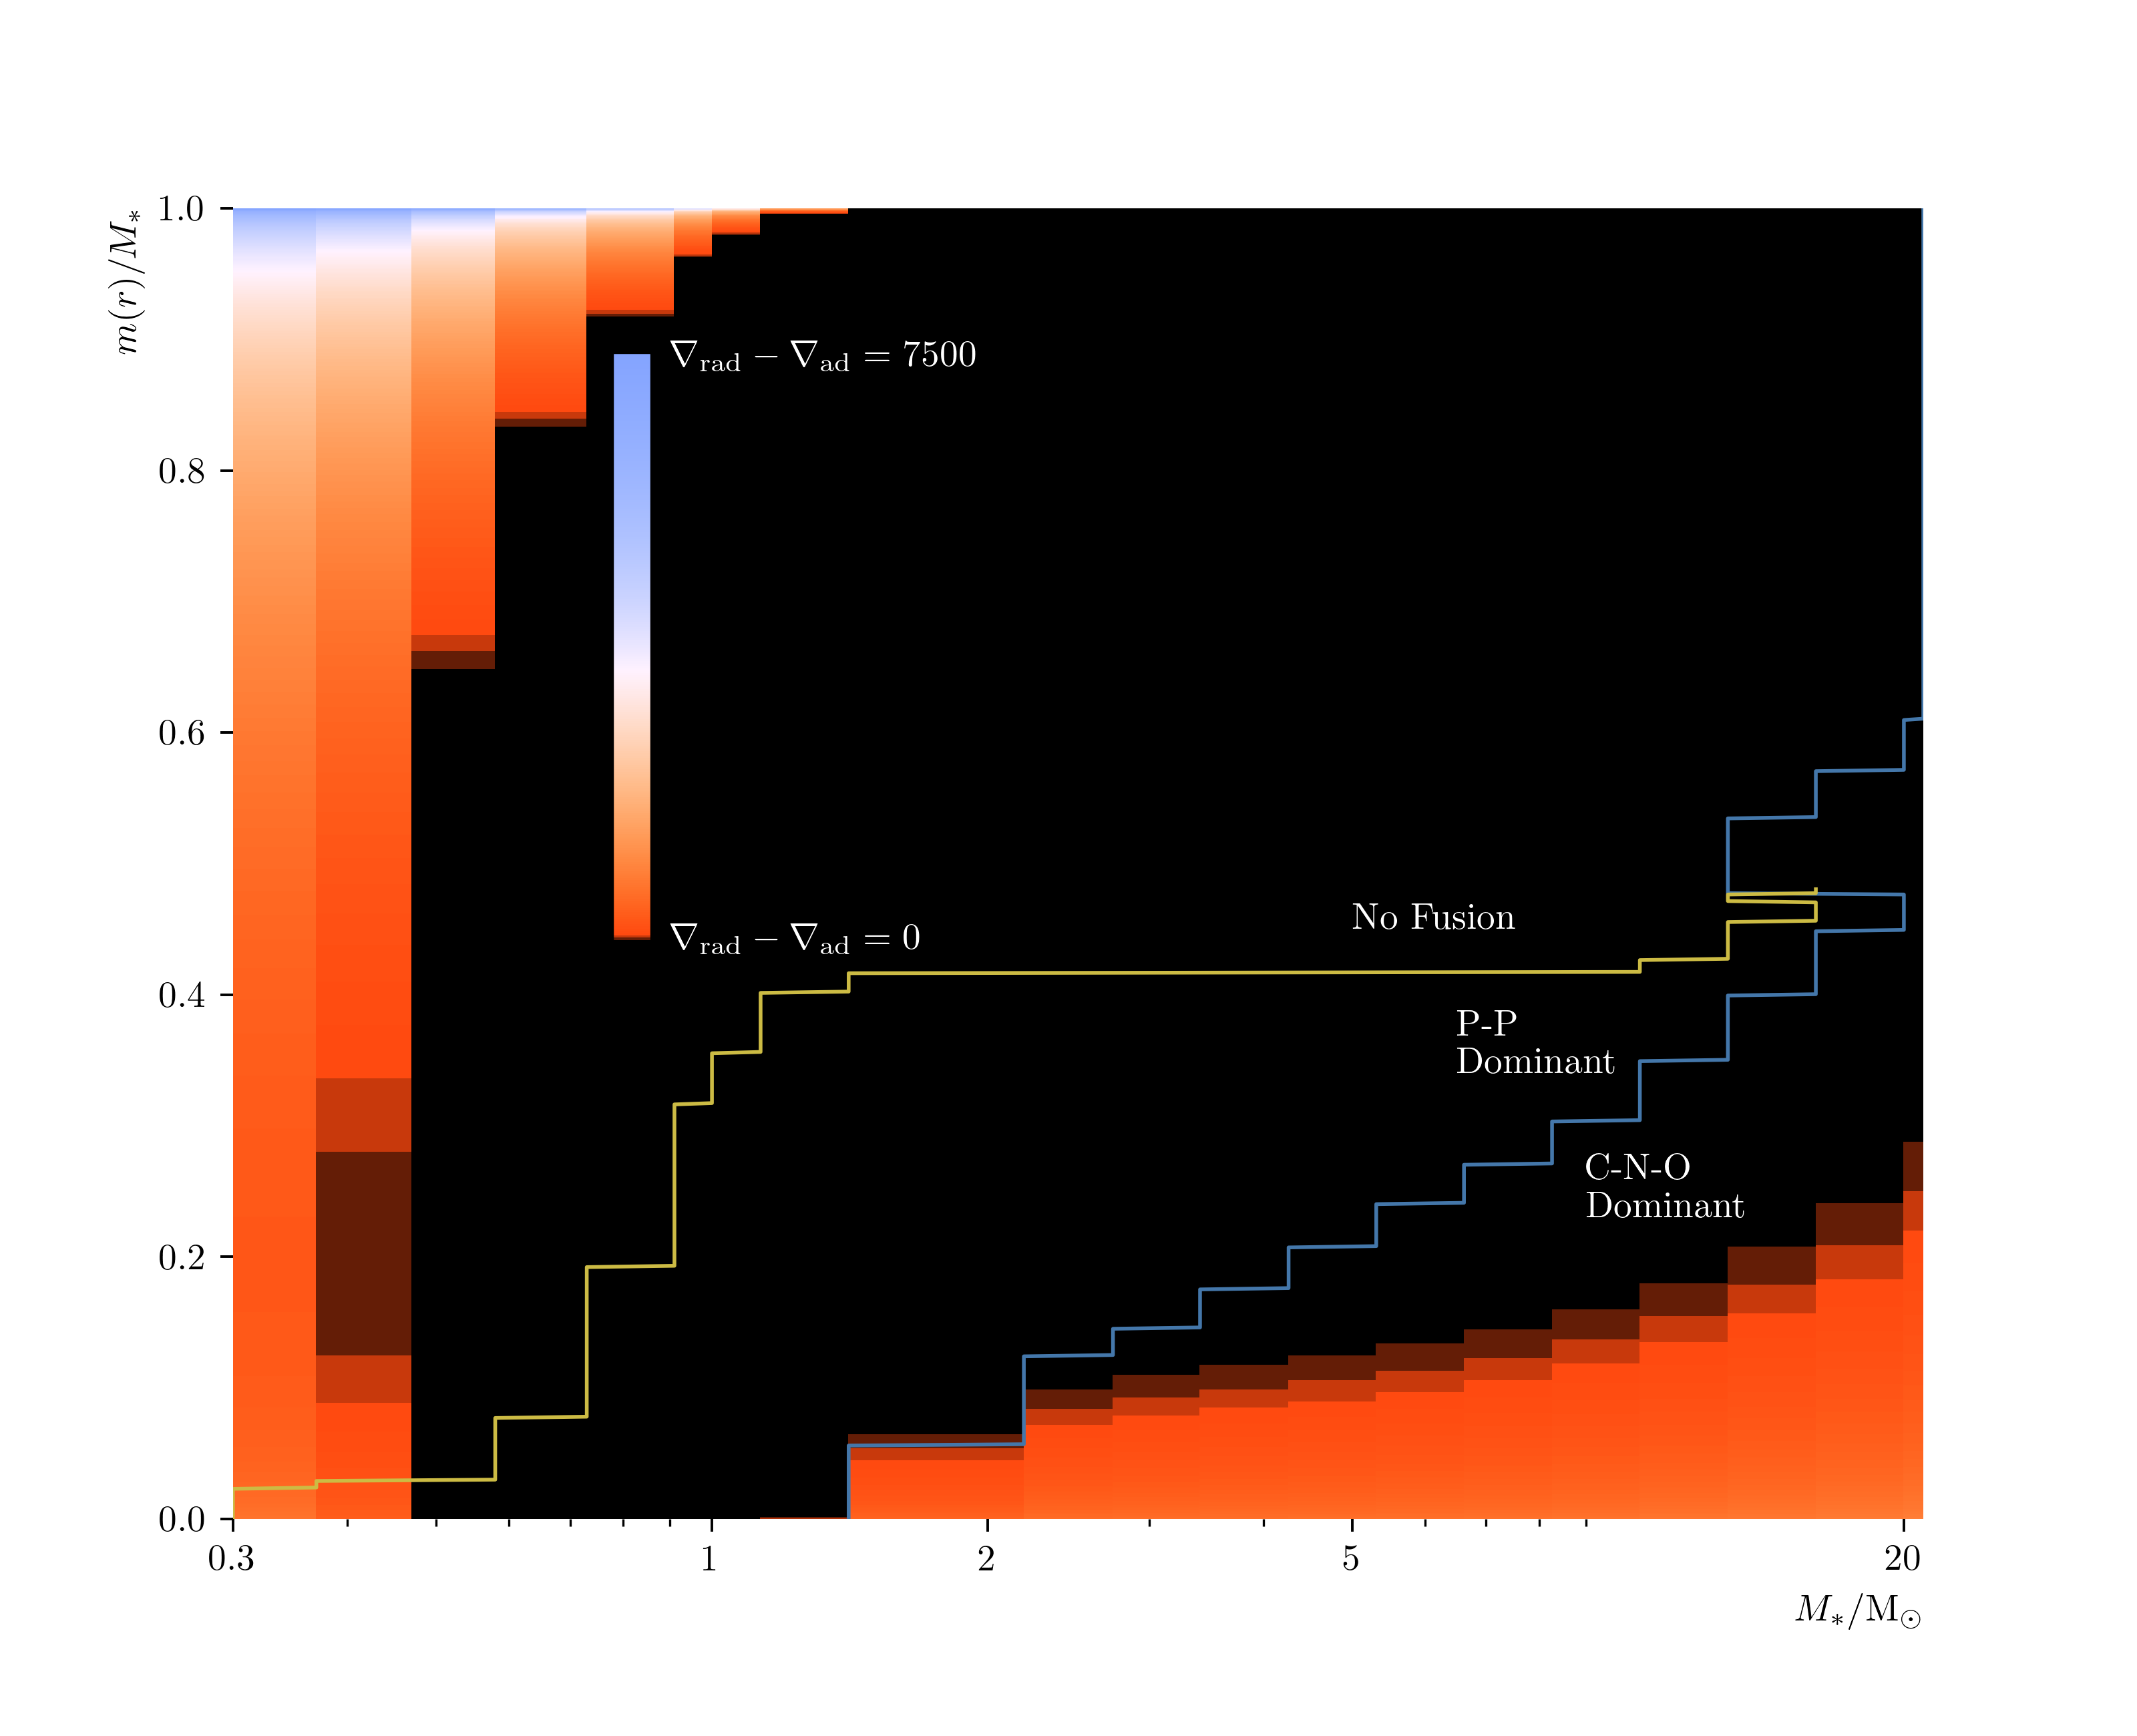 m(r)/M*
1.0
0.8
0.6
0.4
0.2
0.0
∇rad − ∇ad = 7500
∇rad − ∇ad = 0
No Fusion
P-P
Dominant
C-N-O
Dominant
0.3 1 2 5 20
M*/M⊙